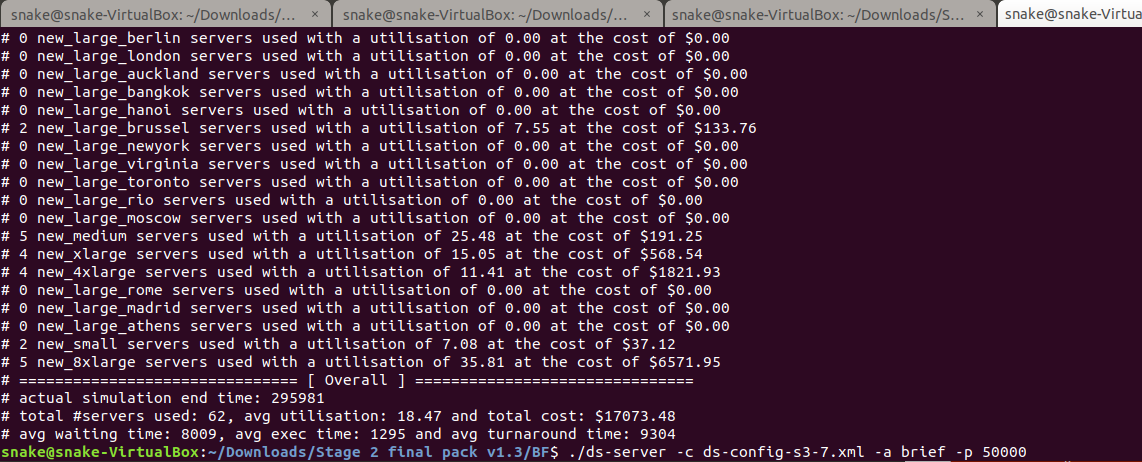 snake@snake-VirtualBox: ~/Downloads/... × snake@snake-VirtualBox: ~/Downloads/... × snake@snake-VirtualBox: ~/Downloads/S... × snake@snake-VirtualBox: ~/Downloa
# 0 new_large_berlin servers used with a utilisation of 0.00 at the cost of $0.00
# 0 new_large_london servers used with a utilisation of 0.00 at the cost of $0.00
# 0 new_large_auckland servers used with a utilisation of 0.00 at the cost of $0.00
# 0 new_large_bangkok servers used with a utilisation of 0.00 at the cost of $0.00
# 0 new_large_hanoi servers used with a utilisation of 0.00 at the cost of $0.00
# 2 new_large_brussel servers used with a utilisation of 7.55 at the cost of $133.76
# 0 new_large_newyork servers used with a utilisation of 0.00 at the cost of $0.00
# 0 new_large_virginia servers used with a utilisation of 0.00 at the cost of $0.00
# 0 new_large_toronto servers used with a utilisation of 0.00 at the cost of $0.00
# 0 new_large_rio servers used with a utilisation of 0.00 at the cost of $0.00
# 0 new_large_moscow servers used with a utilisation of 0.00 at the cost of $0.00
# 5 new_medium servers used with a utilisation of 25.48 at the cost of $191.25
# 4 new_xlarge servers used with a utilisation of 15.05 at the cost of $568.54
# 4 new_4xlarge servers used with a utilisation of 11.41 at the cost of $1821.93
# 0 new_large_rome servers used with a utilisation of 0.00 at the cost of $0.00
# 0 new_large_madrid servers used with a utilisation of 0.00 at the cost of $0.00
# 0 new_large_athens servers used with a utilisation of 0.00 at the cost of $0.00
# 2 new_small servers used with a utilisation of 7.08 at the cost of $37.12
# 5 new_8xlarge servers used with a utilisation of 35.81 at the cost of $6571.95
# =============================== [ Overall ] ===============================
# actual simulation end time: 295981
# total #servers used: 62, avg utilisation: 18.47 and total cost: $17073.48
# avg waiting time: 8009, avg exec time: 1295 and avg turnaround time: 9304
snake@snake-VirtualBox:~/Downloads/Stage 2 final pack v1.3/BF$ ./ds-server -c ds-config-s3-7.xml -a brief -p 50000